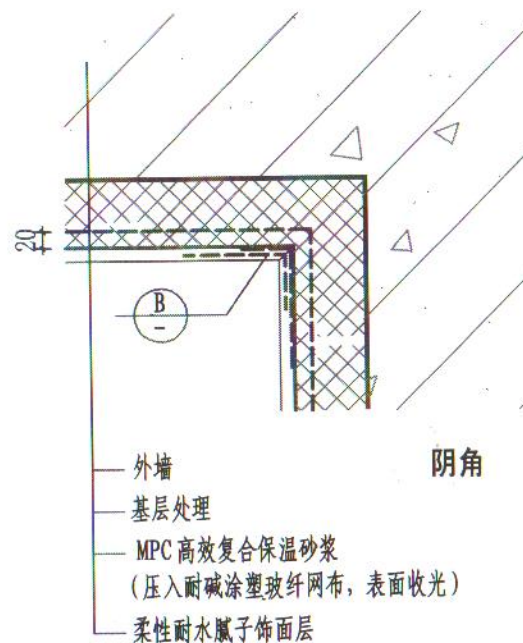 20
B
-
阴角
外墙
基层处理
MPC高效复合保温砂浆
(压入耐碱涂塑玻纤网布，表面收光)
柔性耐水腻子饰面层